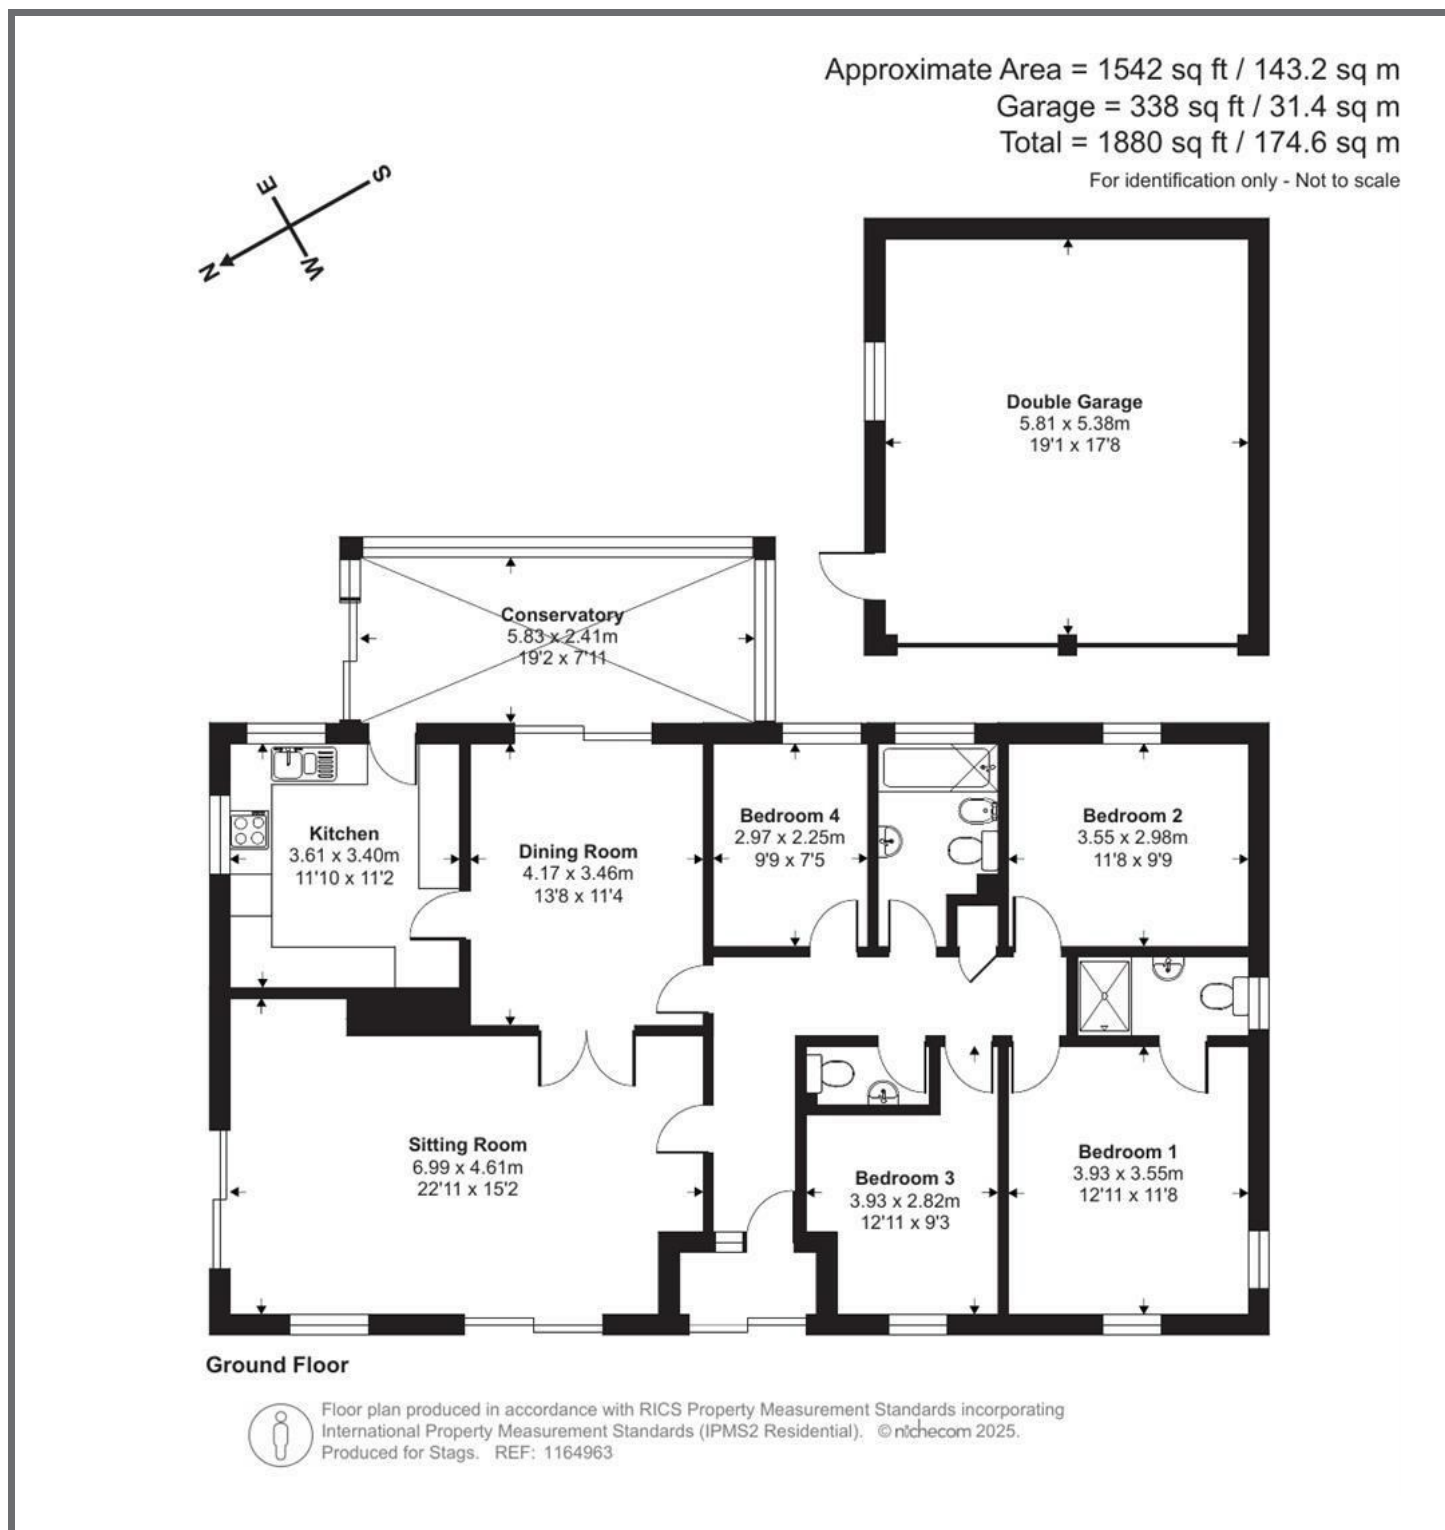 Approximate Area = 1542 sq ft / 143.2 sq m
Garage = 338 sq ft / 31.4 sq m
Total = 1880 sq ft / 174.6 sq m
For identification only - Not to scale
S
E
W
N
Double Garage
5.81 x 5.38m
19'1 x 17'8
Conservatory
5.83 x 2.41m
19'2 x 7'11
Kitchen
3.61 x 3.40m
11'10 x 11'2
Dining Room
4.17 x 3.46m
13'8 x 11'4
Bedroom 4
2.97 x 2.25m
9'9 x 7'5
Bedroom 2
3.55 x 2.98m
11'8 x 9'9
Sitting Room
6.99 x 4.61m
22'11 x 15'2
Bedroom 3
3.93 x 2.82m
12'11 x 9'3
Bedroom 1
3.93 x 3.55m
12'11 x 11'8
Ground Floor
Floor plan produced in accordance with RICS Property Measurement Standards incorporating
International Property Measurement Standards (IPMS2 Residential). © nichecom 2025.
Produced for Stags. REF: 1164963